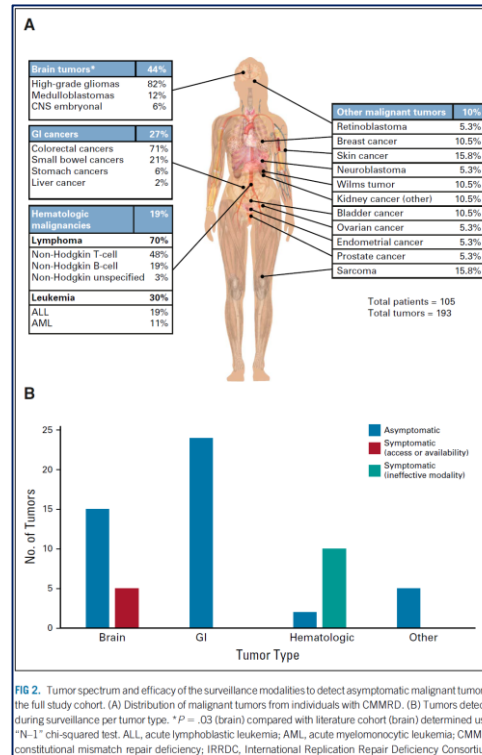 A
Brain tumors* 44%
High-grade gliomas 82%
Medulloblastomas 12%
CNS embryonal 6%
GI cancers 27%
Colorectal cancers 71%
Small bowel cancers 21%
Stomach cancers 6%
Liver cancer 2%
Hematologic malignancies 19%
Lymphoma 70%
Non-Hodgkin T-cell 48%
Non-Hodgkin B-cell 19%
Non-Hodgkin unspecified 3%
Leukemia 30%
ALL 19%
AML 11%
Other malignant tumors 10%
Retinoblastoma 5.3%
Breast cancer 10.5%
Skin cancer 15.8%
Neuroblastoma 5.3%
Wilms tumor 10.5%
Kidney cancer (other) 10.5%
Bladder cancer 10.5%
Ovarian cancer 5.3%
Endometrial cancer 5.3%
Prostate cancer 5.3%
Sarcoma 15.8%
Total patients = 105
Total tumors = 193
B
Asymptomatic
Symptomatic
(access or availability)
Symptomatic
(ineffective modality)
No. of Tumors
25
20
15
10
5
0
Brain GI Hematologic Other
Tumor Type
FIG 2. Tumor spectrum and efficacy of the surveillance modalities to detect asymptomatic malignant tumor
the full study cohort. (A) Distribution of malignant tumors from individuals with CMMRD. (B) Tumors detec
during surveillance per tumor type. *P = .03 (brain) compared with literature cohort (brain) determined us
"N–1" chi-squared test. ALL, acute lymphoblastic leukemia; AML, acute myelomonocytic leukemia; CMM
constitutional mismatch repair deficiency; IRRDC, International Replication Repair Deficiency Consorti